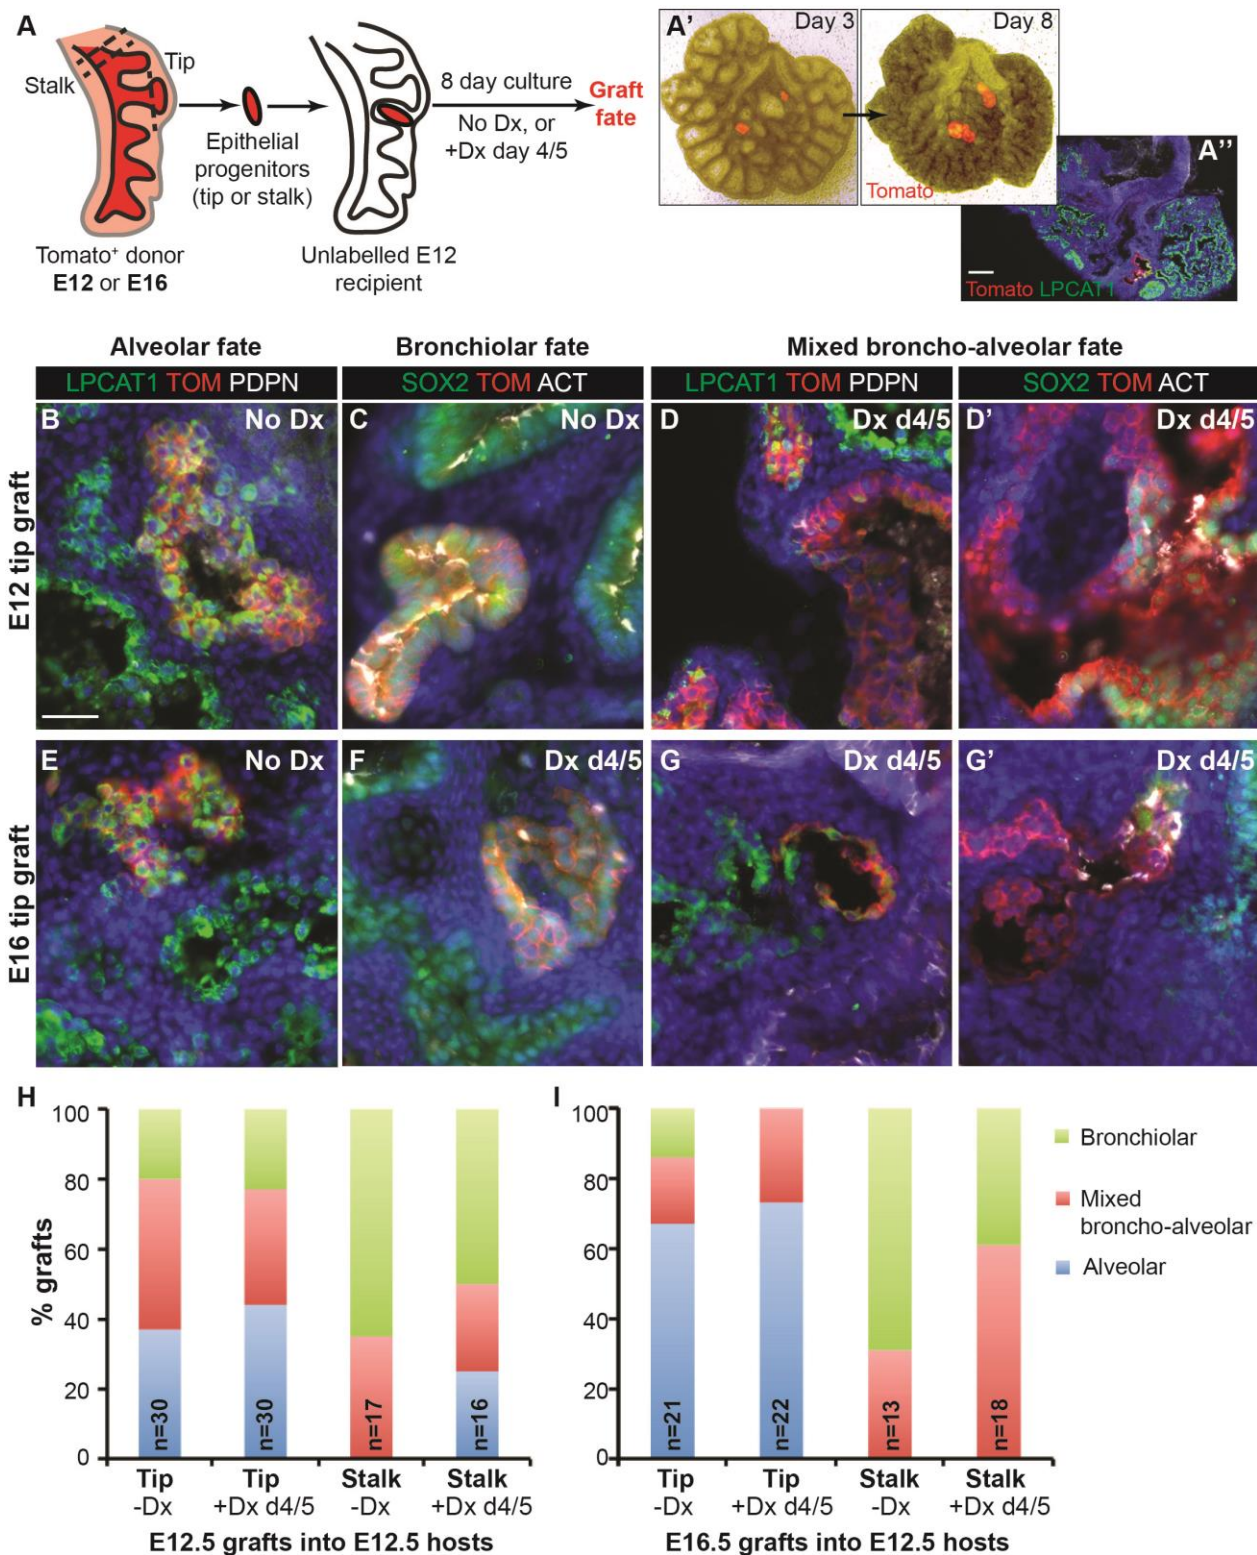 A
Tip
Stalk
Epithelial
progenitors
(tip or stalk)
8 day culture
No Dx, or
+Dx day 4/5
Graft
fate
Tomato⁺ donor
E12 or E16
Unlabelled E12
recipient
A'
Day 3
Day 8
Tomato
A''
Tomato LPCAT1
Alveolar fate
Bronchiolar fate
Mixed broncho-alveolar fate
LPCAT1 TOM PDPN
SOX2 TOM ACT
LPCAT1 TOM PDPN
SOX2 TOM ACT
E12 tip graft
B
No Dx
C
No Dx
D
Dx d4/5
D'
Dx d4/5
E16 tip graft
E
No Dx
F
Dx d4/5
G
Dx d4/5
G'
Dx d4/5
H
% grafts
100
80
60
40
20
0
n=30
n=30
n=17
n=16
Tip
-Dx
Tip
+Dx d4/5
Stalk
-Dx
Stalk
+Dx d4/5
E12.5 grafts into E12.5 hosts
I
100
80
60
40
20
0
n=21
n=22
n=13
n=18
Tip
-Dx
Tip
+Dx d4/5
Stalk
-Dx
Stalk
+Dx d4/5
E16.5 grafts into E12.5 hosts
Bronchiolar
Mixed
broncho-alveolar
Alveolar